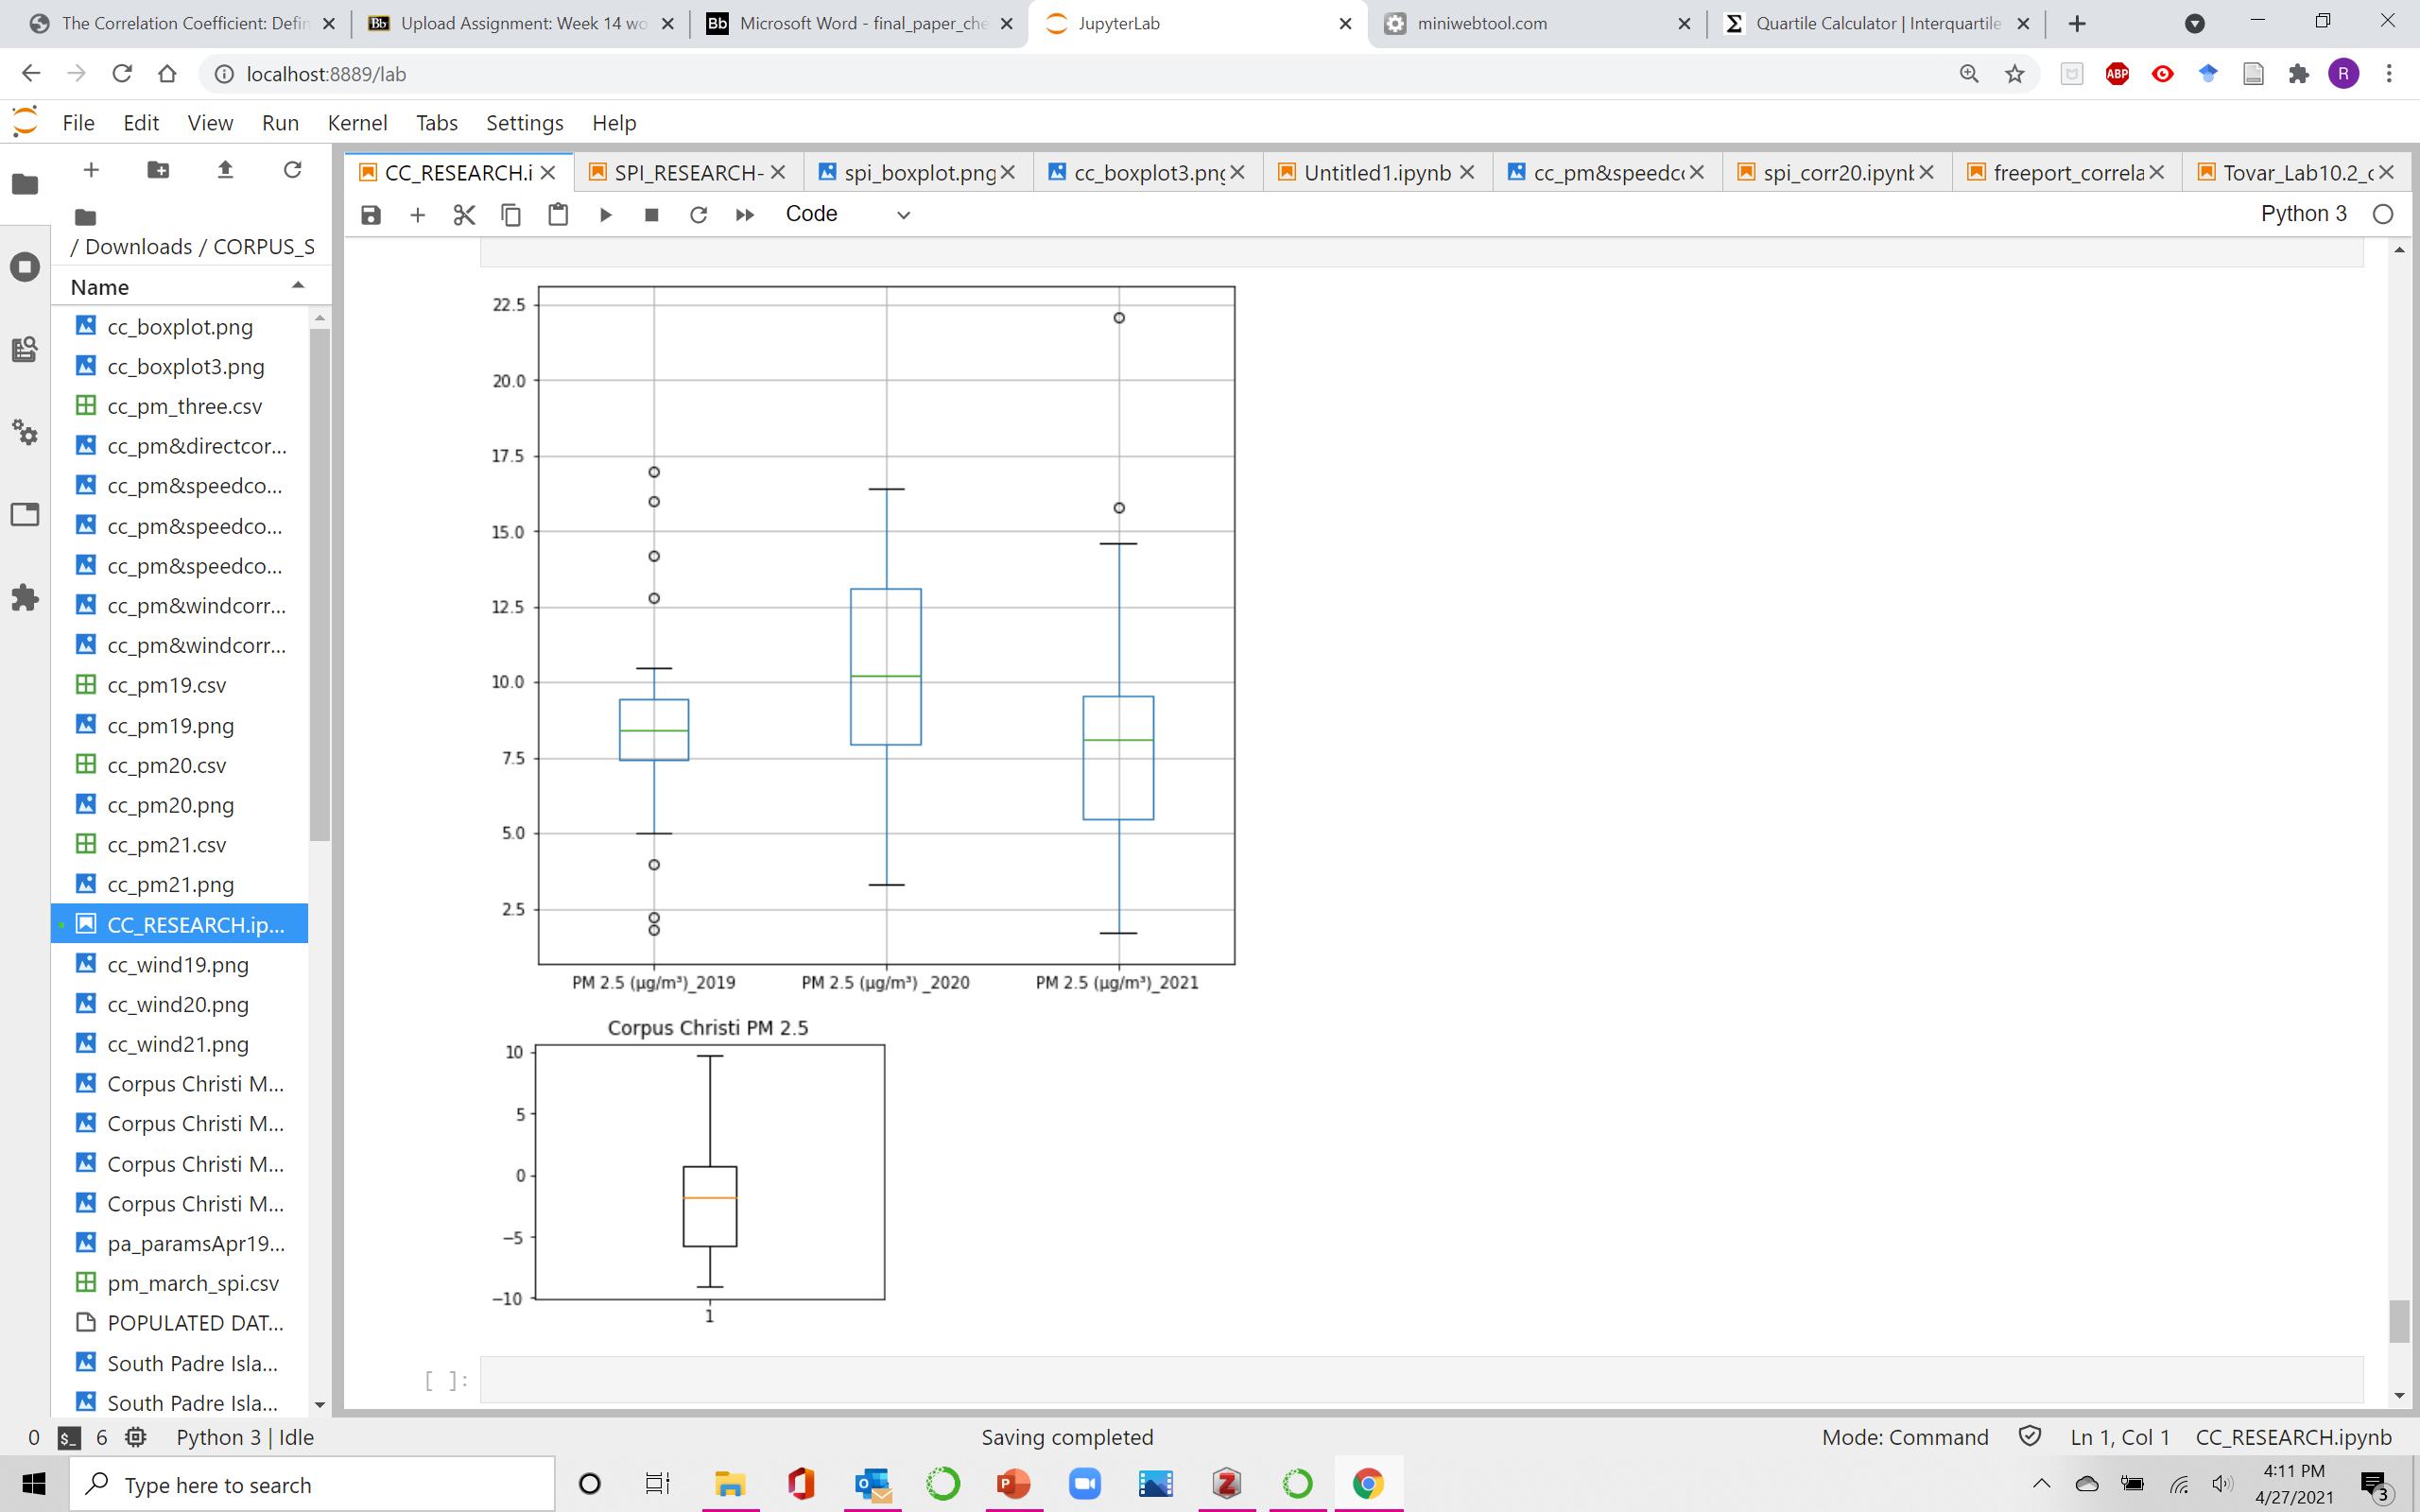 The Correlation Coefficient: Defin
Upload Assignment: Week 14 wo
Microsoft Word - final_paper_che
JupyterLab
miniwebtool.com
Quartile Calculator | Interquartile
localhost:8889/lab
ABP
R
File Edit View Run Kernel Tabs Settings Help
CC_RESEARCH.i
SPI_RESEARCH-
spi_boxplot.png
cc_boxplot3.png
Untitled1.ipynb
cc_pm&speedc
spi_corr20.ipynb
freeport_correla
Tovar_Lab10.2_c
Code
Python 3
/ Downloads / CORPUS_S
Name
cc_boxplot.png
cc_boxplot3.png
cc_pm_three.csv
cc_pm&directcor...
cc_pm&speedco...
cc_pm&speedco...
cc_pm&speedco...
cc_pm&windcorr...
cc_pm&windcorr...
cc_pm19.csv
cc_pm19.png
cc_pm20.csv
cc_pm20.png
cc_pm21.csv
cc_pm21.png
CC_RESEARCH.ip...
cc_wind19.png
cc_wind20.png
cc_wind21.png
Corpus Christi M...
Corpus Christi M...
Corpus Christi M...
Corpus Christi M...
pa_paramsApr19...
pm_march_spi.csv
POPULATED DAT...
South Padre Isla...
South Padre Isla...
22.5
20.0
17.5
15.0
12.5
10.0
7.5
5.0
2.5
PM 2.5 (µg/m³)_2019
PM 2.5 (µg/m³) _2020
PM 2.5 (µg/m³)_2021
Corpus Christi PM 2.5
10
5
0
−5
−10
1
[ ]:
0
6
Python 3 | Idle
Saving completed
Mode: Command
Ln 1, Col 1
CC_RESEARCH.ipynb
Type here to search
4:11 PM
4/27/2021
3